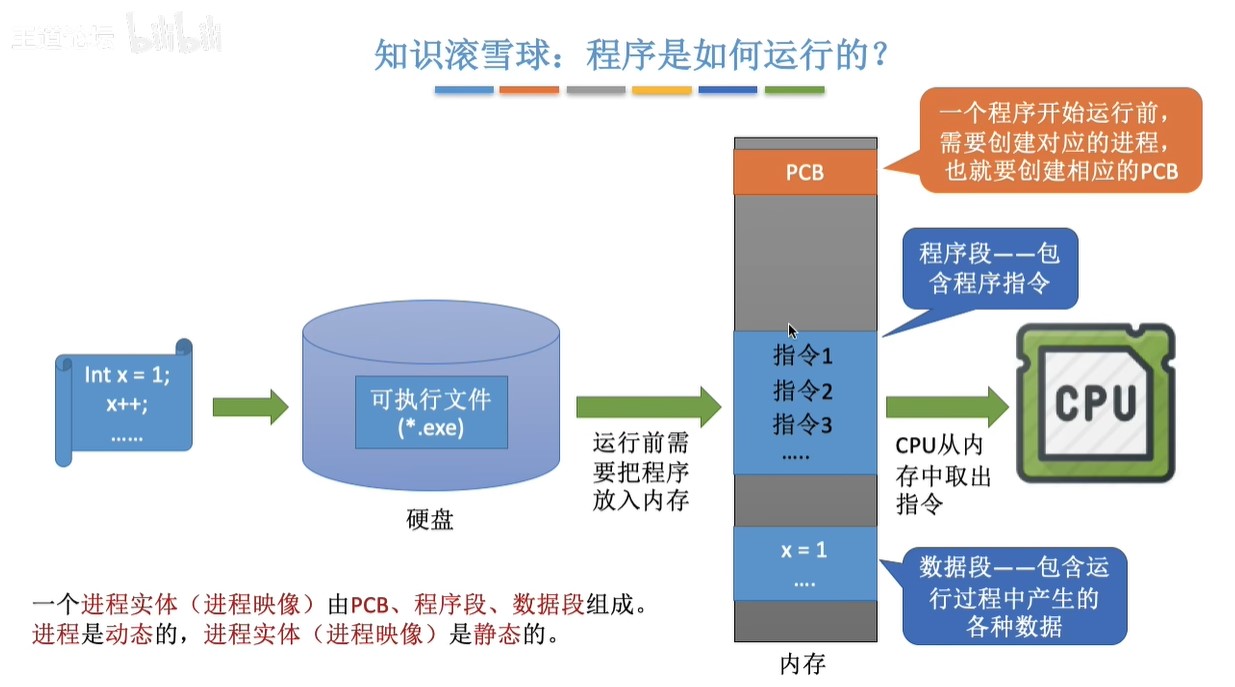 王道论坛 bilibili
知识滚雪球：程序是如何运行的？
一个程序开始运行前，
需要创建对应的进程，
也就要创建相应的PCB
PCB
程序段——包
含程序指令
Int x = 1;
x++;
……
可执行文件
(*.exe)
硬盘
运行前需
要把程序
放入内存
指令1
指令2
指令3
…..
CPU从内
存中取出
指令
CPU
x = 1
….
数据段——包含运
行过程中产生的
各种数据
内存
一个进程实体（进程映像）由PCB、程序段、数据段组成。
进程是动态的，进程实体（进程映像）是静态的。